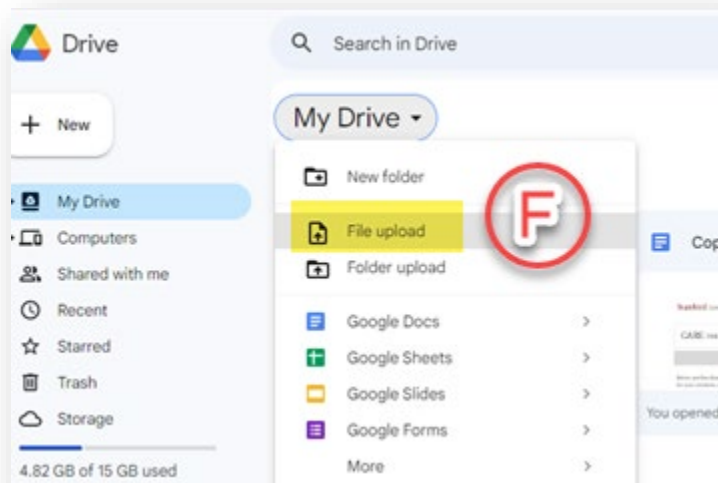 Drive
Search in Drive
New
My Drive
My Drive
Computers
Shared with me
Recent
Starred
Trash
Storage
4.82 GB of 15 GB used
New folder
File upload
F
Folder upload
Google Docs
Google Sheets
Google Slides
Google Forms
More
Cop
CARE
You opened